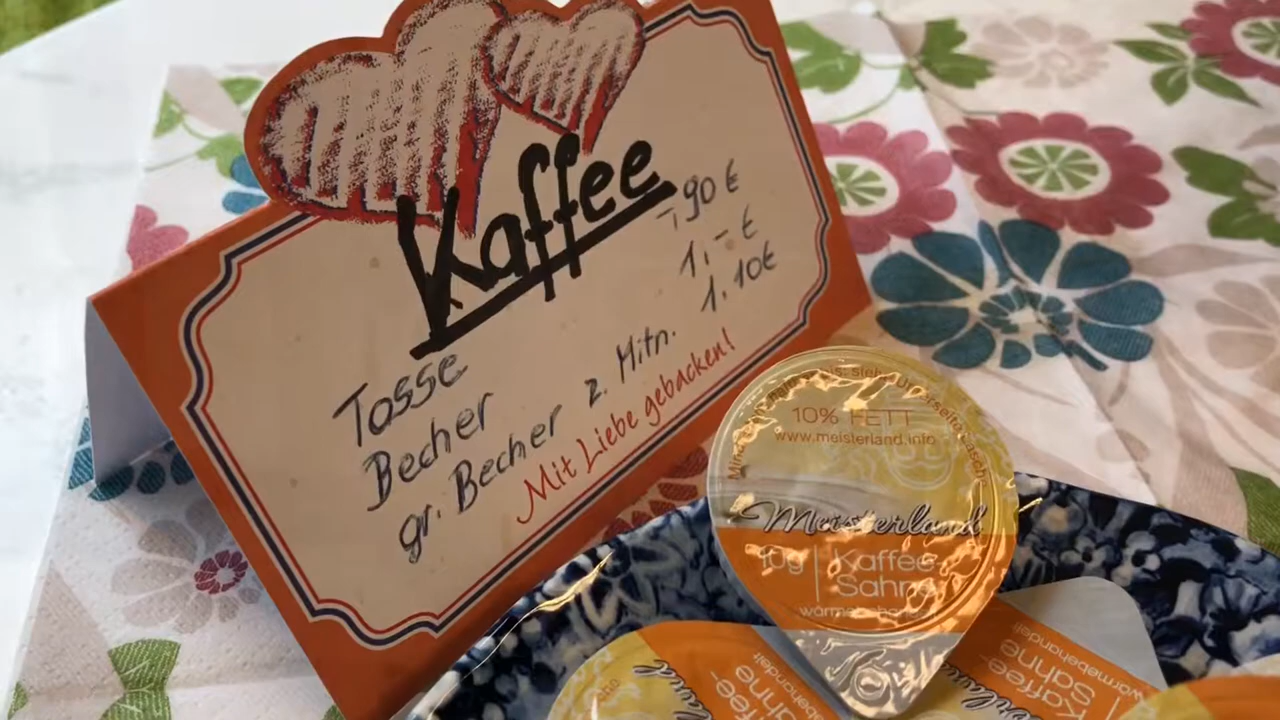 Kaffee
Tasse -,90 €
Becher 1,- €
gr. Becher z. Mitn. 1,10€
Mit Liebe gebacken!
10% FETT
www.meisterland.info
Meisterland
10g Kaffee-
Sahne
Meisterland
Kaffee-
Sahne
wärmebehandelt